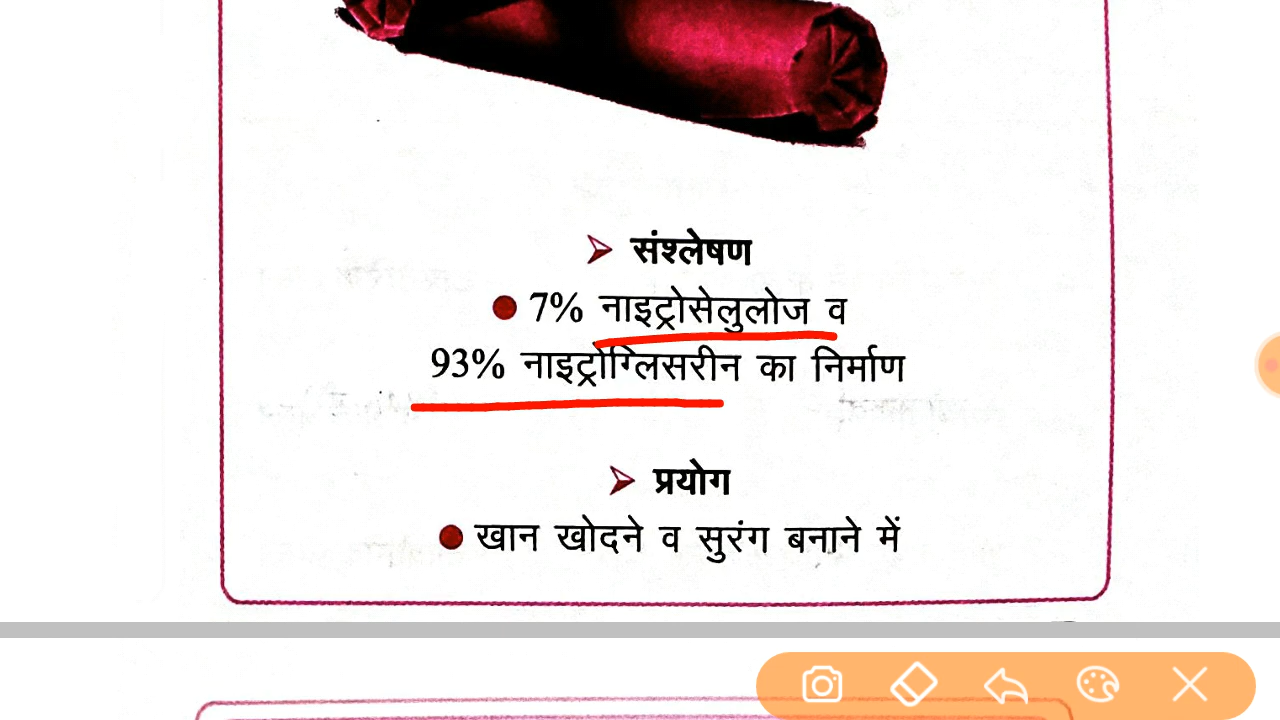 ➢ संश्लेषण
● 7% नाइट्रोसेलुलोज व
93% नाइट्रोग्लिसरीन का निर्माण
➢ प्रयोग
● खान खोदने व सुरंग बनाने में